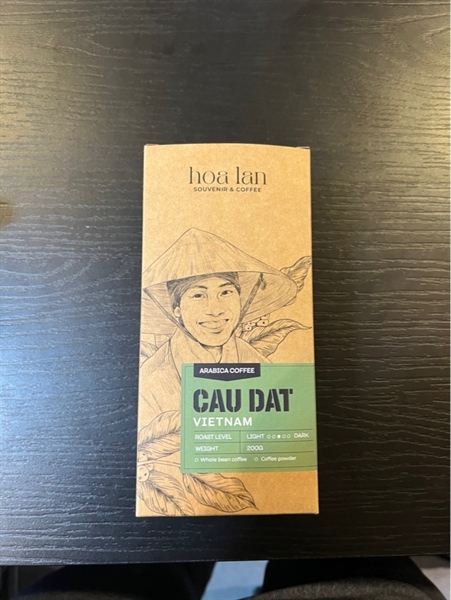 hoa lan
SOUVENIR & COFFEE
ARABICA COFFEE
CAU DAT
VIETNAM
ROAST LEVEL LIGHT ○○●○○ DARK
WEIGHT 200G
○ Whole bean coffee ○ Coffee powder